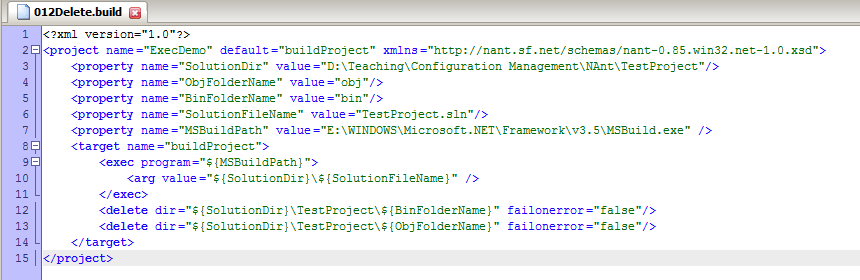 012Delete.build
1 <?xml version="1.0"?>
2 <project name="ExecDemo" default="buildProject" xmlns="http://nant.sf.net/schemas/nant-0.85.win32.net-1.0.xsd">
3 <property name="SolutionDir" value="D:\Teaching\Configuration Management\NAnt\TestProject"/>
4 <property name="ObjFolderName" value="obj"/>
5 <property name="BinFolderName" value="bin"/>
6 <property name="SolutionFileName" value="TestProject.sln"/>
7 <property name="MSBuildPath" value="E:\WINDOWS\Microsoft.NET\Framework\v3.5\MSBuild.exe" />
8 <target name="buildProject">
9 <exec program="${MSBuildPath}">
10 <arg value="${SolutionDir}\${SolutionFileName}" />
11 </exec>
12 <delete dir="${SolutionDir}\TestProject\${BinFolderName}" failonerror="false"/>
13 <delete dir="${SolutionDir}\TestProject\${ObjFolderName}" failonerror="false"/>
14 </target>
15 </project>